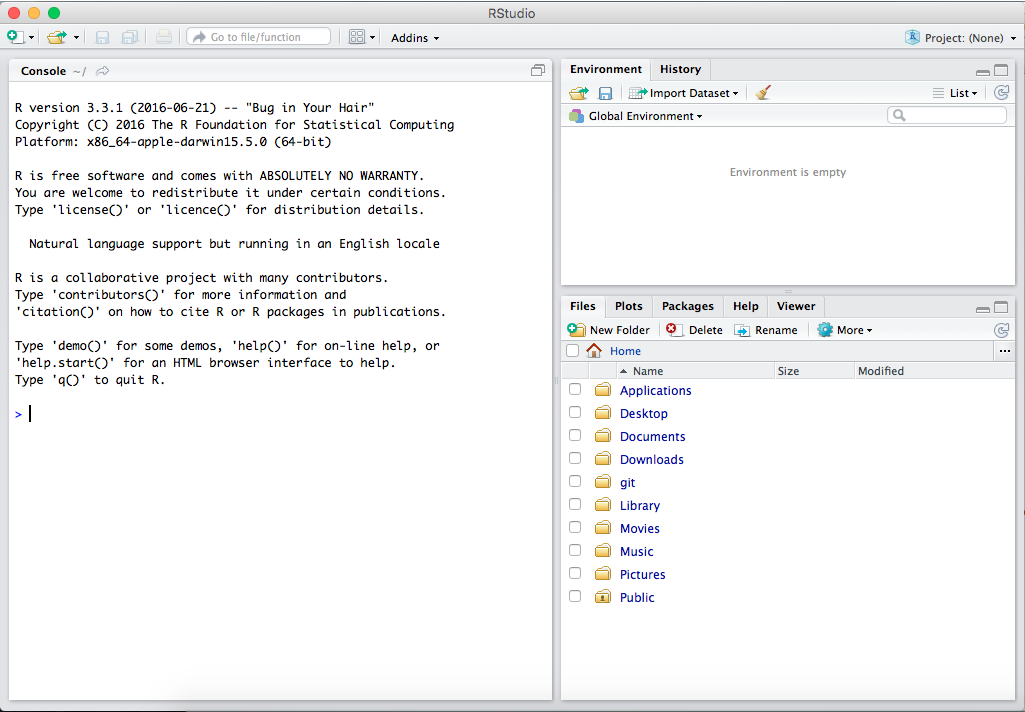 RStudio
Go to file/function
Addins
Project: (None)
Console ~/
R version 3.3.1 (2016-06-21) -- "Bug in Your Hair"
Copyright (C) 2016 The R Foundation for Statistical Computing
Platform: x86_64-apple-darwin15.5.0 (64-bit)
R is free software and comes with ABSOLUTELY NO WARRANTY.
You are welcome to redistribute it under certain conditions.
Type 'license()' or 'licence()' for distribution details.
Natural language support but running in an English locale
R is a collaborative project with many contributors.
Type 'contributors()' for more information and
'citation()' on how to cite R or R packages in publications.
Type 'demo()' for some demos, 'help()' for on-line help, or
'help.start()' for an HTML browser interface to help.
Type 'q()' to quit R.
>
Environment History
Import Dataset List
Global Environment
Environment is empty
Files Plots Packages Help Viewer
New Folder Delete Rename More
Home ...
Name Size Modified
Applications
Desktop
Documents
Downloads
git
Library
Movies
Music
Pictures
Public